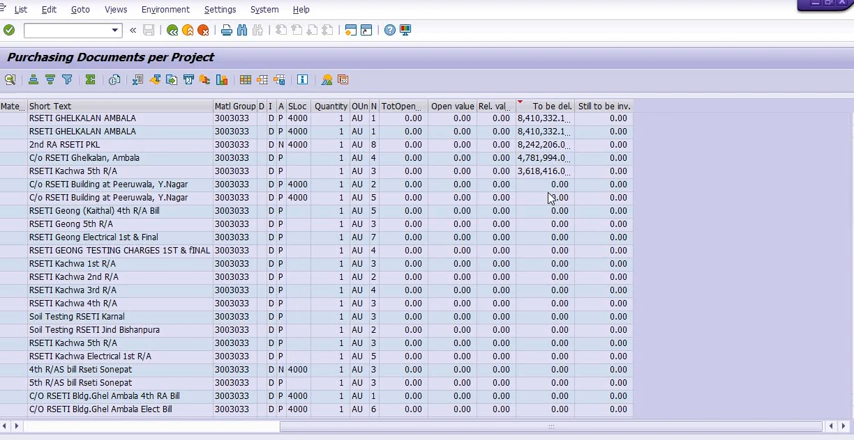 List Edit Goto Views Environment Settings System Help
Purchasing Documents per Project
Mate... Short Text Matl Group D I A SLoc Quantity OUn N TotOpen... Open value Rel. val... To be del. Still to be inv.
RSETI GHELKALAN AMBALA 3003033 D P 4000 1 AU 1 0.00 0.00 0.00 8,410,332.1... 0.00
RSETI GHELKALAN AMBALA 3003033 D P 4000 1 AU 1 0.00 0.00 0.00 8,410,332.1... 0.00
2nd RA RSETI PKL 3003033 D N 4000 1 AU 8 0.00 0.00 0.00 8,242,206.0... 0.00
C/o RSETI Ghelkalan, Ambala 3003033 D P 1 AU 4 0.00 0.00 0.00 4,781,994.0... 0.00
RSETI Kachwa 5th R/A 3003033 D P 1 AU 3 0.00 0.00 0.00 3,618,416.0... 0.00
C/o RSETI Building at Peeruwala, Y.Nagar 3003033 D P 4000 1 AU 2 0.00 0.00 0.00 0.00 0.00
C/o RSETI Building at Peeruwala, Y.Nagar 3003033 D P 4000 1 AU 5 0.00 0.00 0.00 0.00 0.00
RSETI Geong (Kaithal) 4th R/A Bill 3003033 D P 1 AU 5 0.00 0.00 0.00 0.00 0.00
RSETI Geong 5th R/A 3003033 D P 1 AU 3 0.00 0.00 0.00 0.00 0.00
RSETI Geong Electrical 1st & Final 3003033 D P 1 AU 7 0.00 0.00 0.00 0.00 0.00
RSETI GEONG TESTING CHARGES 1ST & fINAL 3003033 D P 1 AU 4 0.00 0.00 0.00 0.00 0.00
RSETI Kachwa 1st R/A 3003033 D P 1 AU 3 0.00 0.00 0.00 0.00 0.00
RSETI Kachwa 2nd R/A 3003033 D P 1 AU 2 0.00 0.00 0.00 0.00 0.00
RSETI Kachwa 3rd R/A 3003033 D P 1 AU 4 0.00 0.00 0.00 0.00 0.00
RSETI Kachwa 4th R/A 3003033 D P 1 AU 3 0.00 0.00 0.00 0.00 0.00
Soil Testing RSETI Karnal 3003033 D P 1 AU 3 0.00 0.00 0.00 0.00 0.00
Soil Testing RSETI Jind Bishanpura 3003033 D P 1 AU 2 0.00 0.00 0.00 0.00 0.00
RSETI Kachwa 5th R/A 3003033 D P 1 AU 3 0.00 0.00 0.00 0.00 0.00
RSETI Kachwa Electrical 1st R/A 3003033 D P 1 AU 5 0.00 0.00 0.00 0.00 0.00
4th R/AS bill Rseti Sonepat 3003033 D N 4000 1 AU 3 0.00 0.00 0.00 0.00 0.00
5th R/AS bill Rseti Sonepat 3003033 D P 1 AU 3 0.00 0.00 0.00 0.00 0.00
C/O RSETI Bldg.Ghel Ambala 4th RA Bill 3003033 D P 4000 1 AU 1 0.00 0.00 0.00 0.00 0.00
C/O RSETI Bldg.Ghel Ambala Elect Bill 3003033 D P 4000 1 AU 6 0.00 0.00 0.00 0.00 0.00